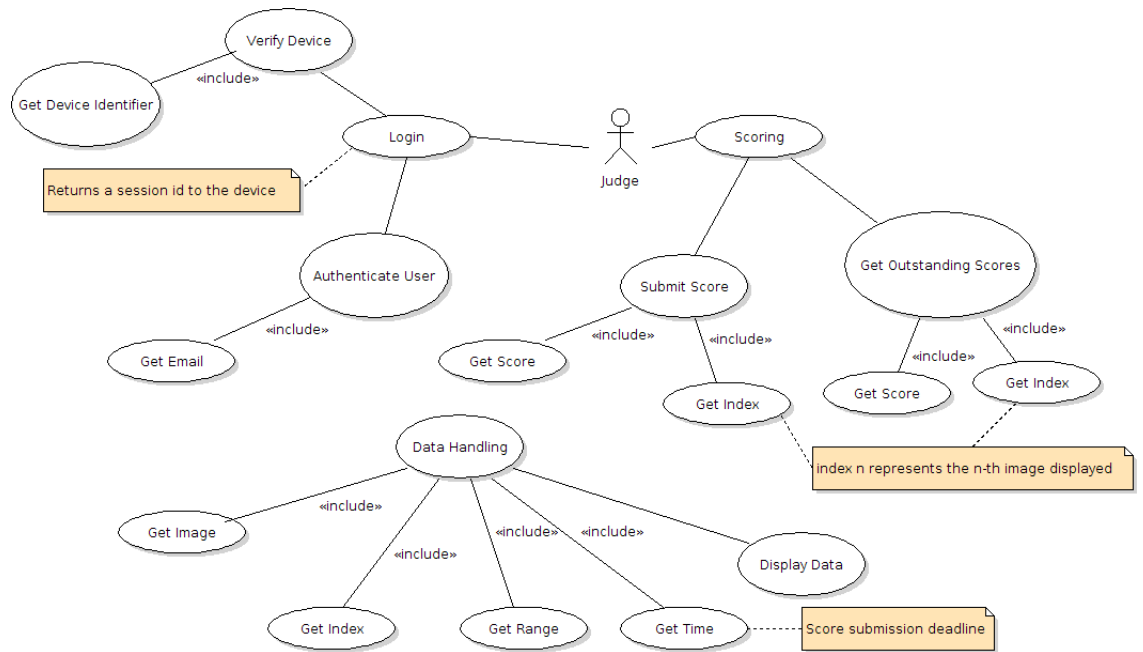 Verify Device
«include»
Get Device Identifier
Login
Scoring
Judge
Returns a session id to the device
Authenticate User
Get Outstanding Scores
Submit Score
«include»
«include»
«include»
«include»
«include»
Get Email
Get Score
Get Index
Get Score
Get Index
Data Handling
index n represents the n-th image displayed
«include»
«include»
«include»
«include»
Get Image
Display Data
Get Index
Get Range
Get Time
Score submission deadline